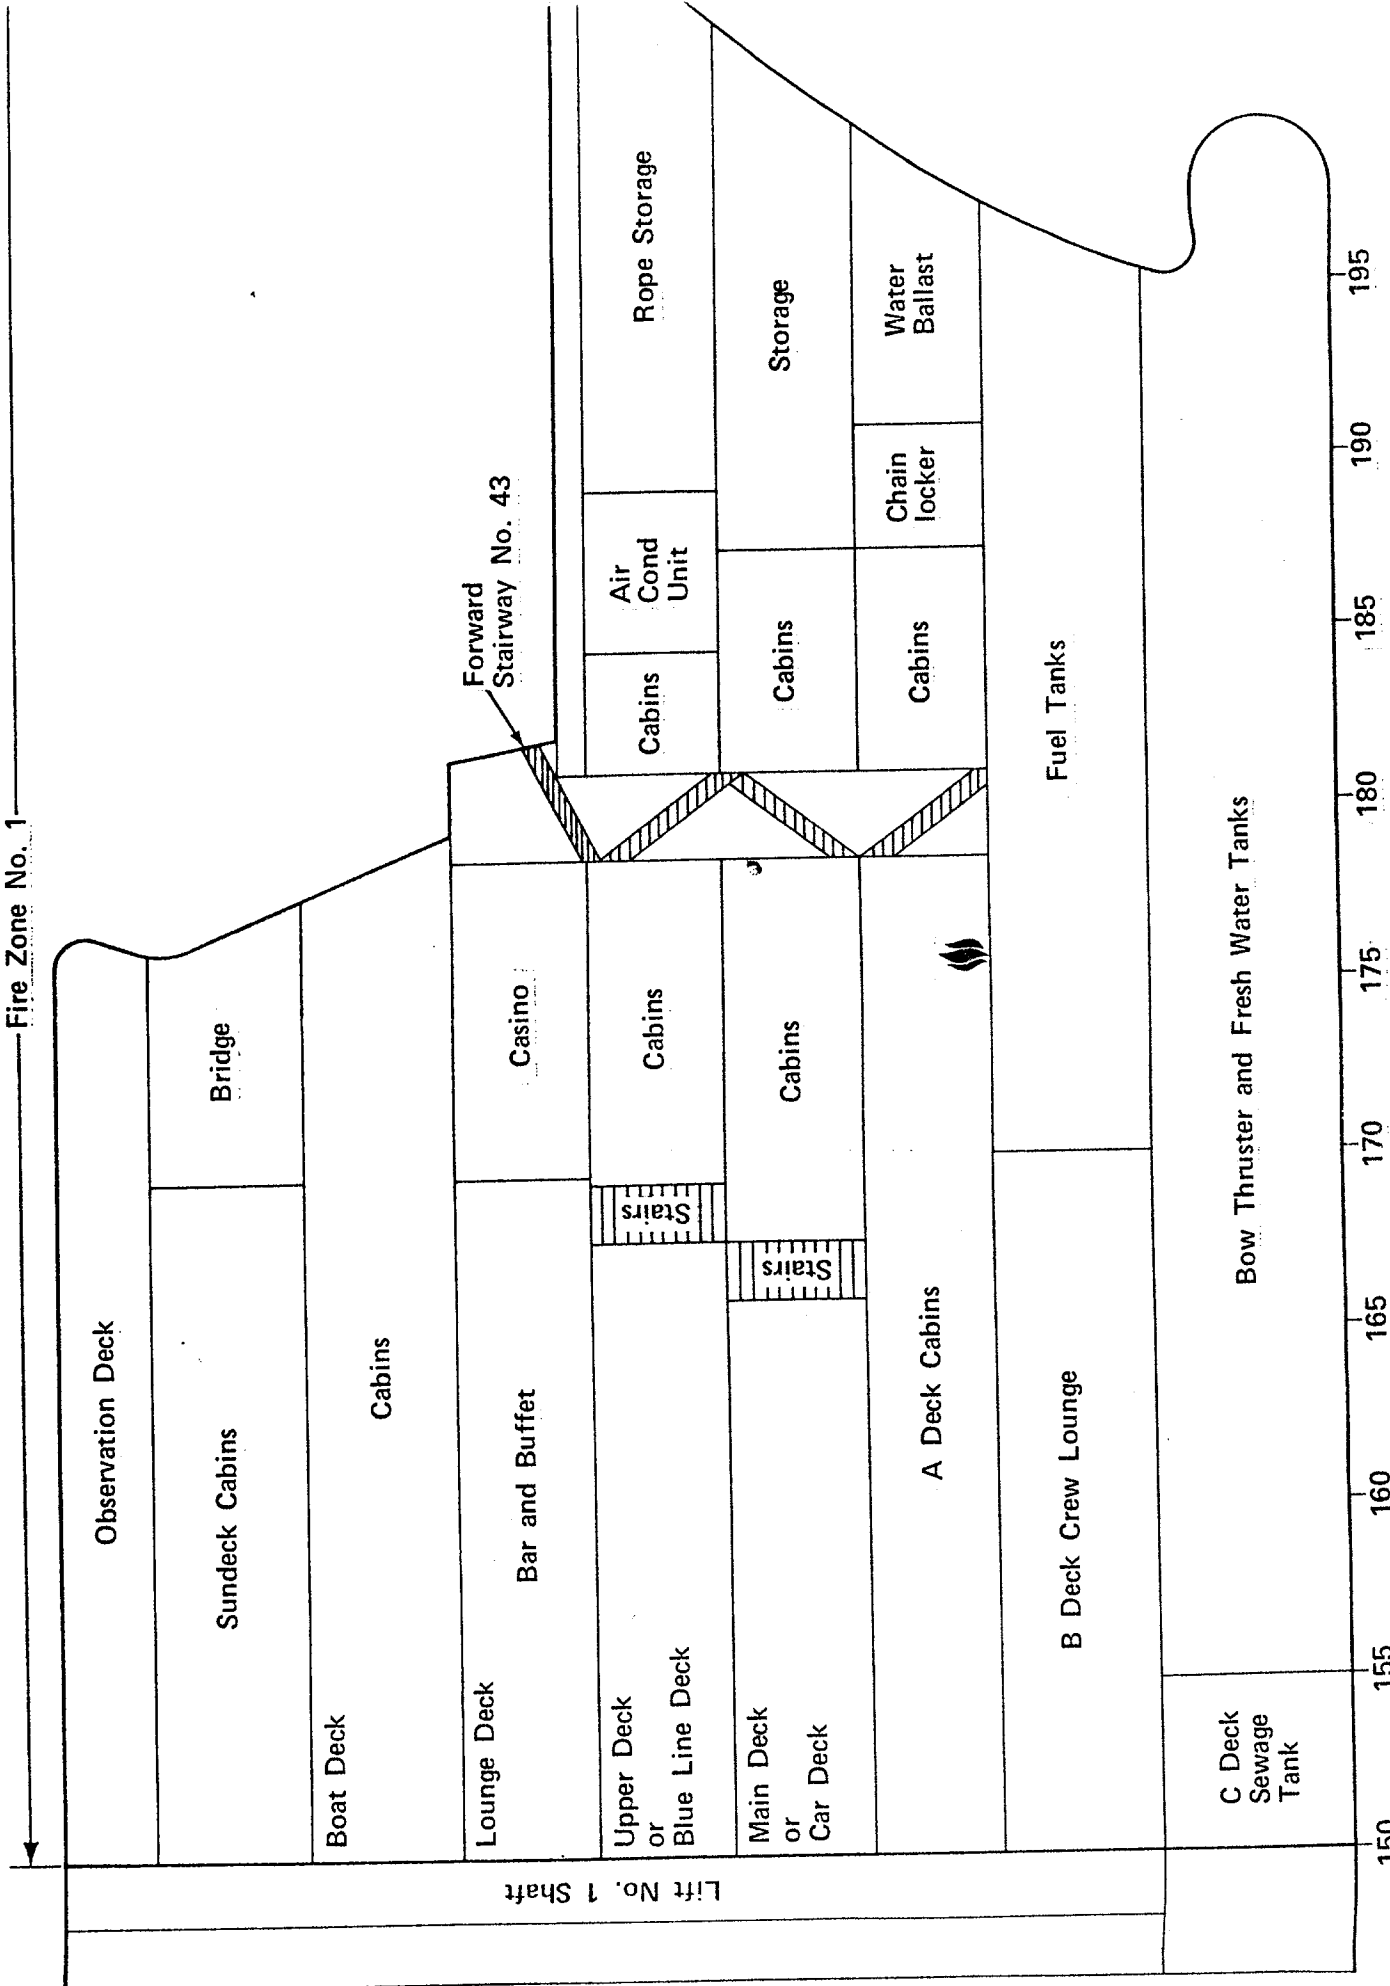 Fire Zone No. 1
Observation Deck
Sundeck Cabins
Bridge
Boat Deck
Cabins
Lounge Deck
Bar and Buffet
Casino
Forward
Stairway No. 43
Upper Deck
or
Blue Line Deck
Stairs
Cabins
Cabins
Air
Cond
Unit
Rope Storage
Main Deck
or
Car Deck
Stairs
Cabins
Cabins
Storage
A Deck Cabins
Cabins
Chain
locker
Water
Ballast
B Deck Crew Lounge
Fuel Tanks
C Deck
Sewage
Tank
Bow Thruster and Fresh Water Tanks
Lift No. 1 Shaft
150
155
160
165
170
175
180
185
190
195